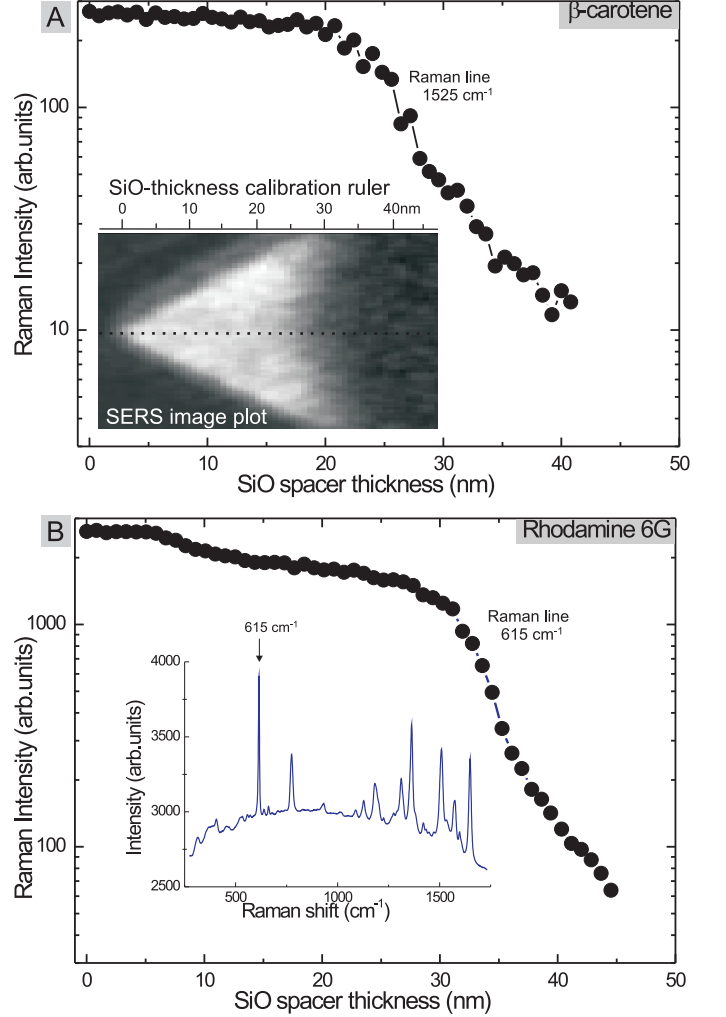 A
β-carotene
Raman line
1525 cm⁻¹
100
10
Raman Intensity (arb.units)
SiO-thickness calibration ruler
0 10 20 30 40nm
SERS image plot
0 10 20 30 40 50
SiO spacer thickness (nm)
B
Rhodamine 6G
Raman line
615 cm⁻¹
1000
100
Raman Intensity (arb.units)
615 cm⁻¹
4000
3500
3000
2500
Intensity (arb.units)
500 1000 1500
Raman shift (cm⁻¹)
0 10 20 30 40 50
SiO spacer thickness (nm)